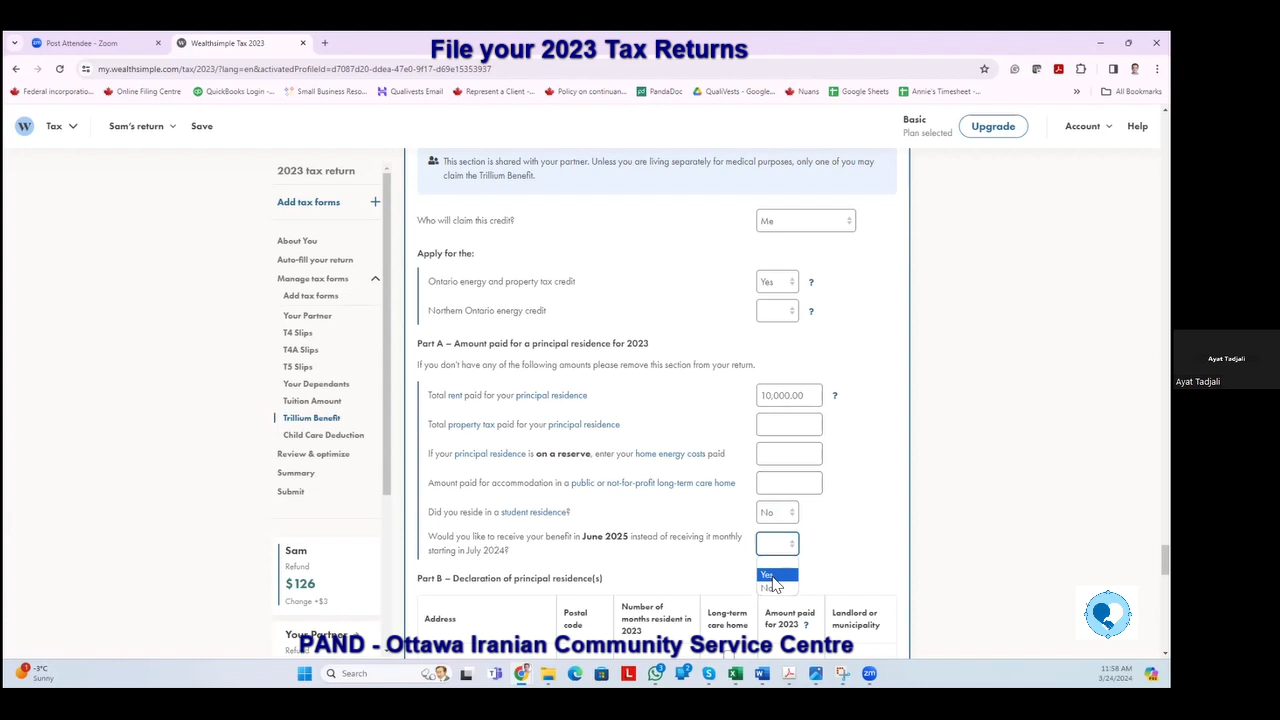 File your 2023 Tax Returns
Post Attendee - Zoom
Wealthsimple Tax 2023
my.wealthsimple.com/tax/2023/?lang=en&activatedProfileId=d7087d20-ddea-47e0-9f17-d69e15353937
Federal incorporatio... Online Filing Centre QuickBooks Login -... Small Business Reso... Qualivests Email Represent a Client -... Policy on continuan... PandaDoc QualiVests - Google... Nuans Google Sheets Annie's Timesheet -... » All Bookmarks
W Tax Sam's return Save
Basic
Plan selected
Upgrade Account Help
2023 tax return
Add tax forms +
About You
Auto-fill your return
Manage tax forms
Add tax forms
Your Partner
T4 Slips
T4A Slips
T5 Slips
Your Dependants
Tuition Amount
Trillium Benefit
Child Care Deduction
Review & optimize
Summary
Submit
Sam
Refund
$126
Change +$3
Your Partner
Refund
This section is shared with your partner. Unless you are living separately for medical purposes, only one of you may
claim the Trillium Benefit.
Who will claim this credit? Me
Apply for the:
Ontario energy and property tax credit Yes ?
Northern Ontario energy credit ?
Part A – Amount paid for a principal residence for 2023
If you don't have any of the following amounts please remove this section from your return.
Total rent paid for your principal residence 10,000.00 ?
Total property tax paid for your principal residence
If your principal residence is on a reserve, enter your home energy costs paid
Amount paid for accommodation in a public or not-for-profit long-term care home
Did you reside in a student residence? No
Would you like to receive your benefit in June 2025 instead of receiving it monthly
starting in July 2024?
Yes
No
Part B – Declaration of principal residence(s)
Address
Postal
code
Number of
months resident in
2023
Long-term
care home
Amount paid
for 2023 ?
Landlord or
municipality
PAND - Ottawa Iranian Community Service Centre
Ayat Tadjali
Ayat Tadjali
-3°C
Sunny
Search
11:56 AM
3/24/2024